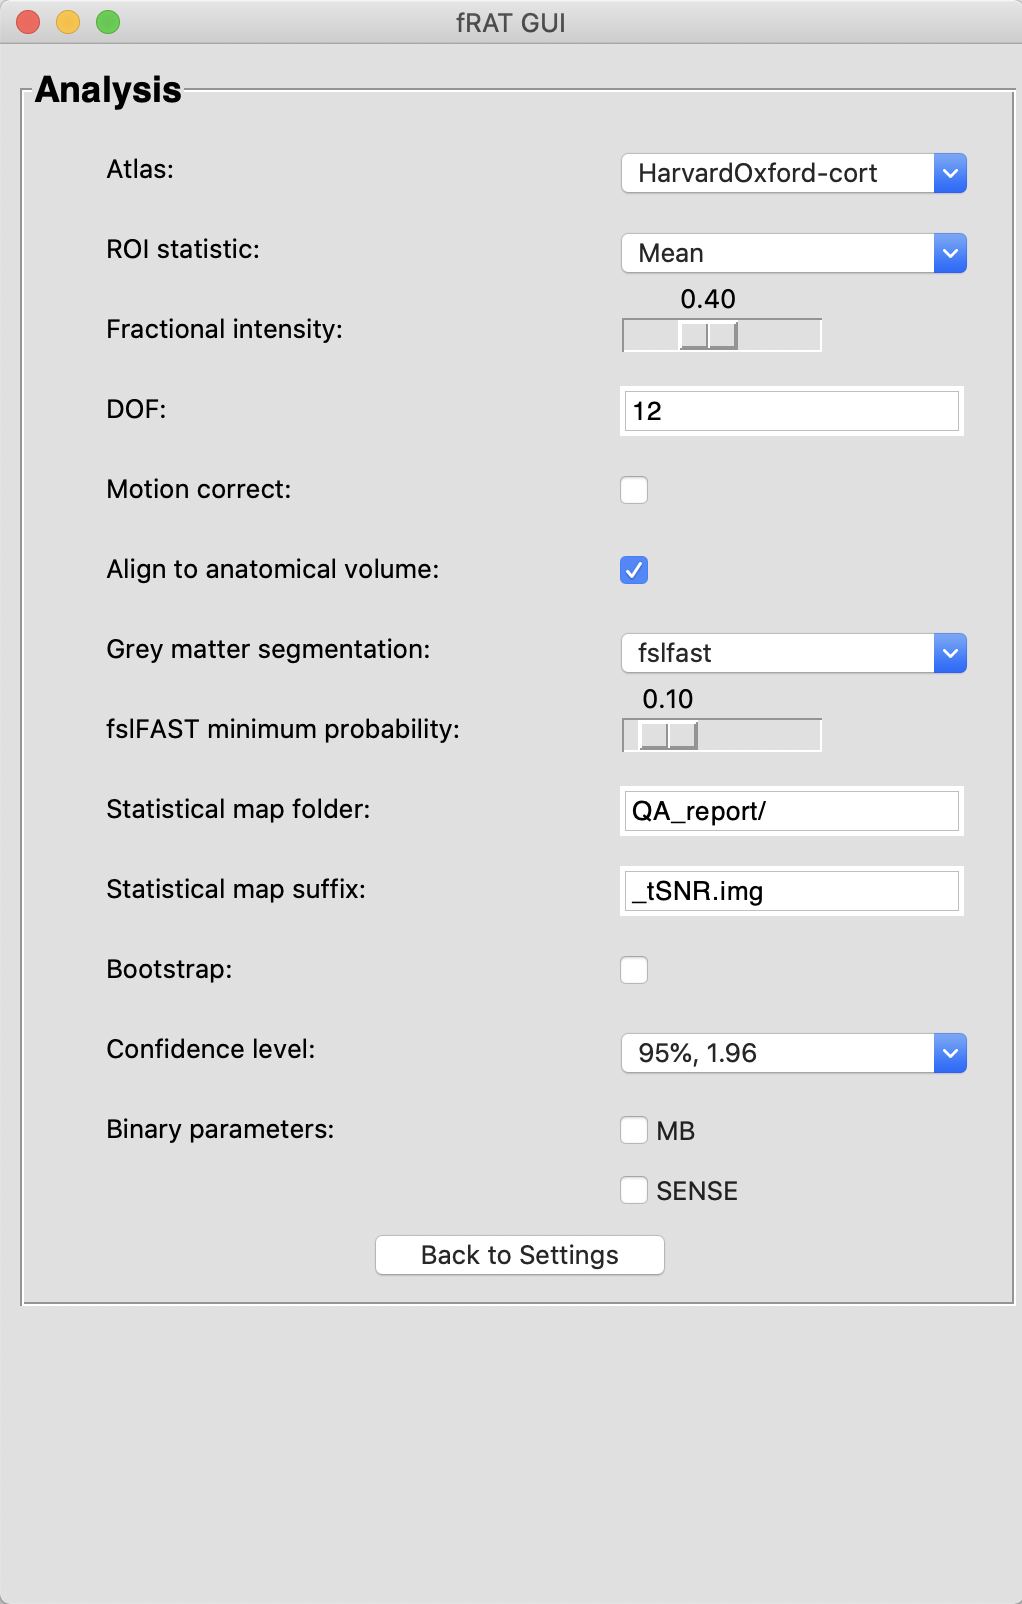 fRAT GUI
Analysis
Atlas: HarvardOxford-cort
ROI statistic: Mean
0.40
Fractional intensity:
DOF: 12
Motion correct:
Align to anatomical volume:
Grey matter segmentation: fslfast
0.10
fslFAST minimum probability:
Statistical map folder: QA_report/
Statistical map suffix: _tSNR.img
Bootstrap:
Confidence level: 95%, 1.96
Binary parameters: MB
SENSE
Back to Settings